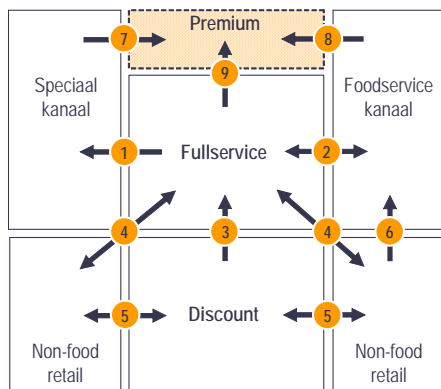 Premium
7
8
9
Speciaal
kanaal
Foodservice
kanaal
1
Fullservice
2
4
3
4
6
5
Discount
5
Non-food
retail
Non-food
retail